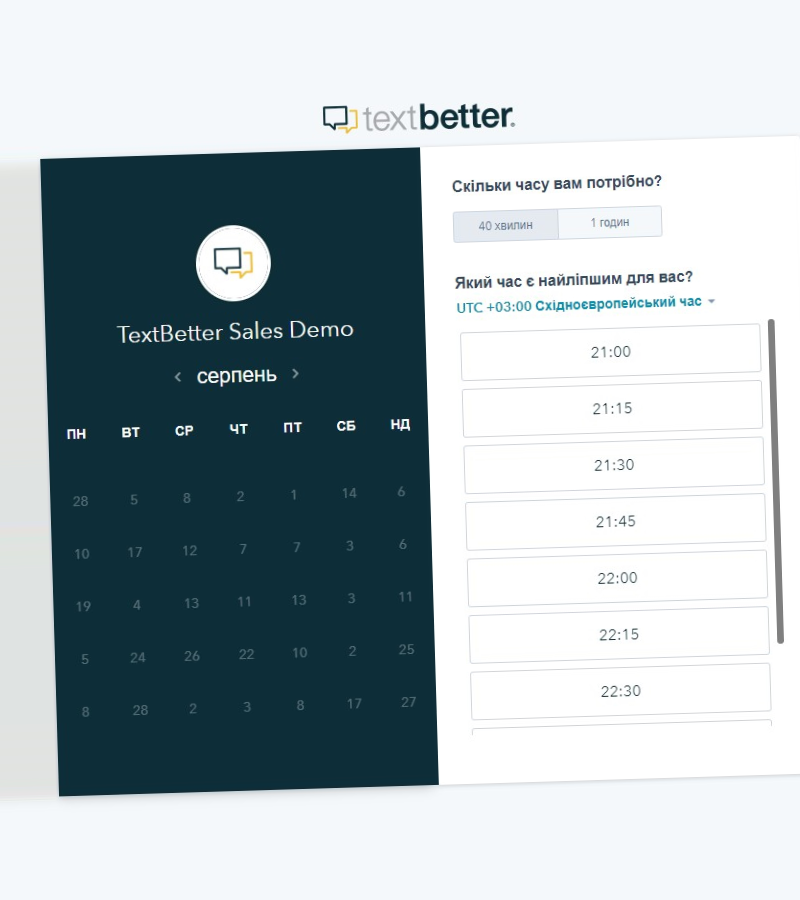 textbetter.
TextBetter Sales Demo
серпень
ПН ВТ СР ЧТ ПТ СБ НД
28 5 8 2 1 14 6
10 17 12 7 7 3 6
19 4 13 11 13 3 11
5 24 26 22 10 2 25
8 28 2 3 8 17 27
Скільки часу вам потрібно?
40 хвилин 1 годин
Який час є найліпшим для вас?
UTC +03:00 Східноєвропейський час
21:00
21:15
21:30
21:45
22:00
22:15
22:30